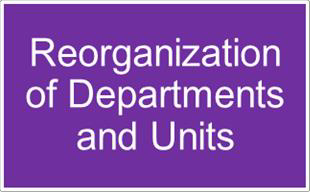 Reorganization
of Departments
and Units